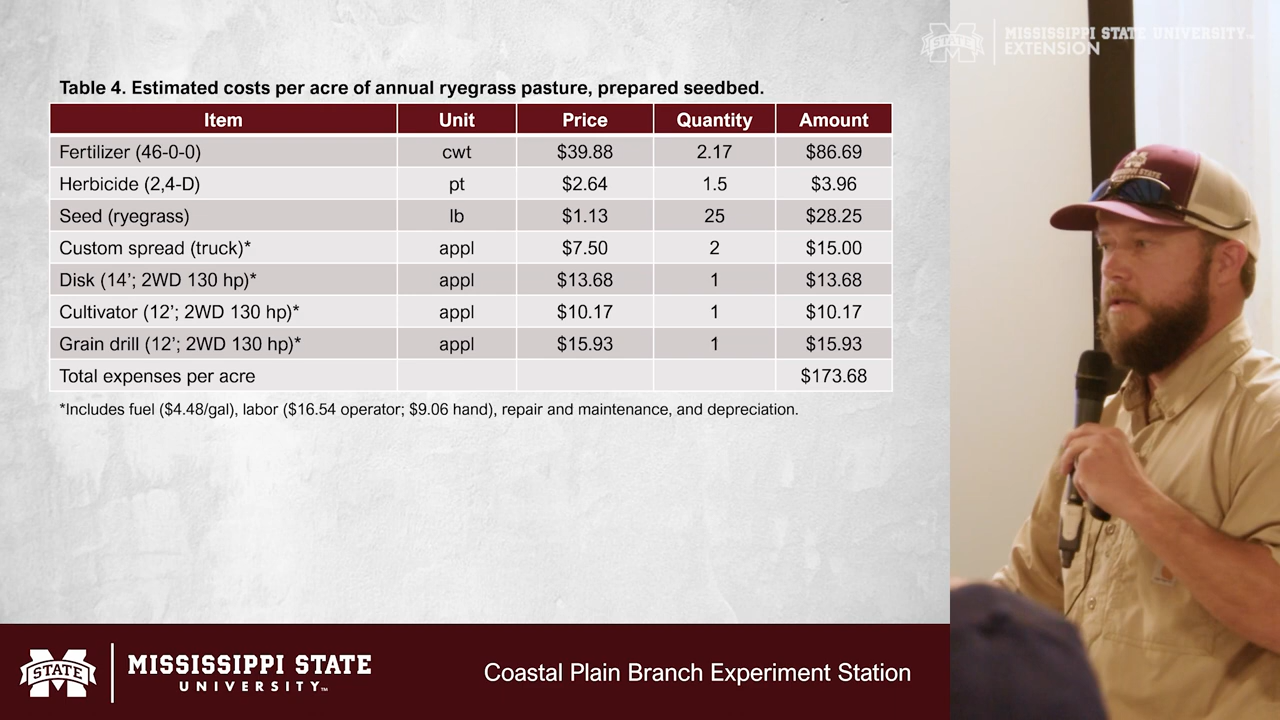 MISSISSIPPI STATE UNIVERSITY™
EXTENSION
Table 4. Estimated costs per acre of annual ryegrass pasture, prepared seedbed.
Item Unit Price Quantity Amount
Fertilizer (46-0-0) cwt $39.88 2.17 $86.69
Herbicide (2,4-D) pt $2.64 1.5 $3.96
Seed (ryegrass) lb $1.13 25 $28.25
Custom spread (truck)* appl $7.50 2 $15.00
Disk (14’; 2WD 130 hp)* appl $13.68 1 $13.68
Cultivator (12’; 2WD 130 hp)* appl $10.17 1 $10.17
Grain drill (12’; 2WD 130 hp)* appl $15.93 1 $15.93
Total expenses per acre $173.68
*Includes fuel ($4.48/gal), labor ($16.54 operator; $9.06 hand), repair and maintenance, and depreciation.
STATE
MISSISSIPPI STATE
UNIVERSITY™
Coastal Plain Branch Experiment Station
STATE
MISSISSIPPI STATE